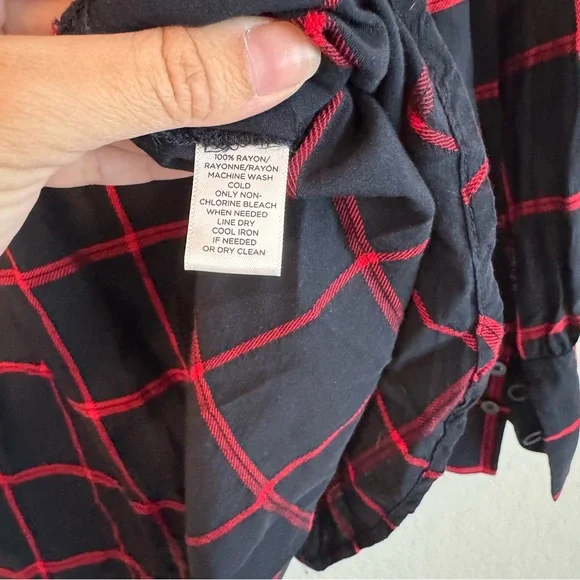 100% RAYON/
RAYONNE/RAYÓN
MACHINE WASH
COLD
ONLY NON-
CHLORINE BLEACH
WHEN NEEDED
LINE DRY
COOL IRON
IF NEEDED
OR DRY CLEAN